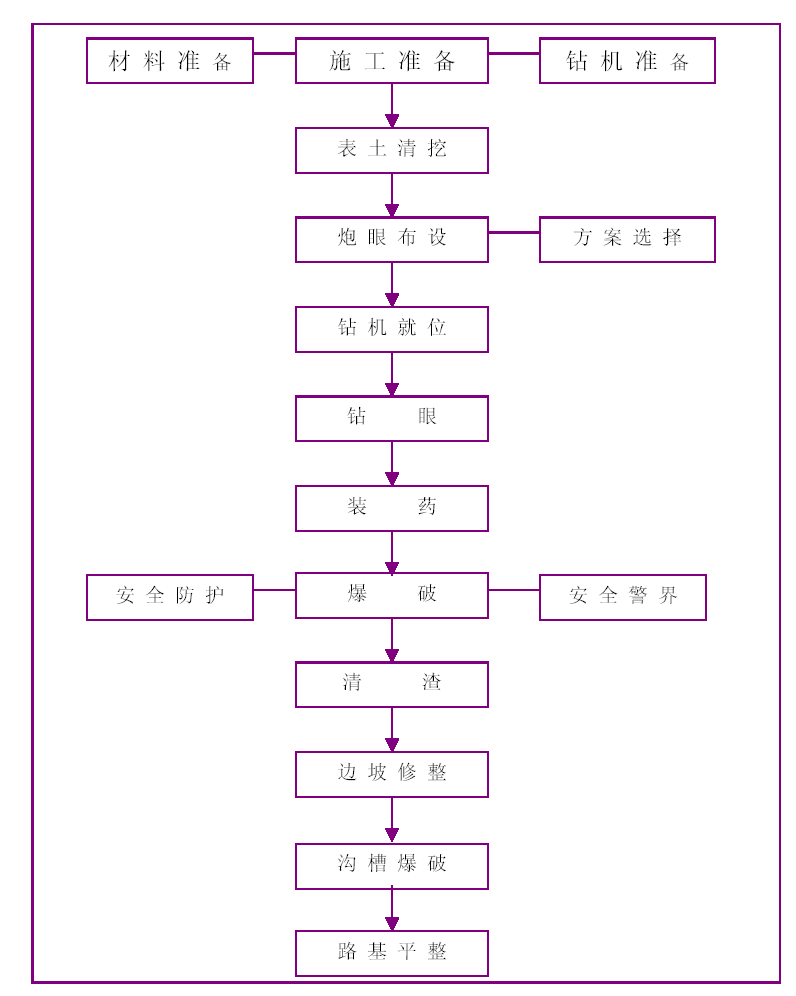 材料准备 施工准备 钻机准备
表土清挖
炮眼布设 方案选择
钻机就位
钻 眼
装 药
安全防护 爆 破 安全警界
清 渣
边坡修整
沟槽爆破
路基平整